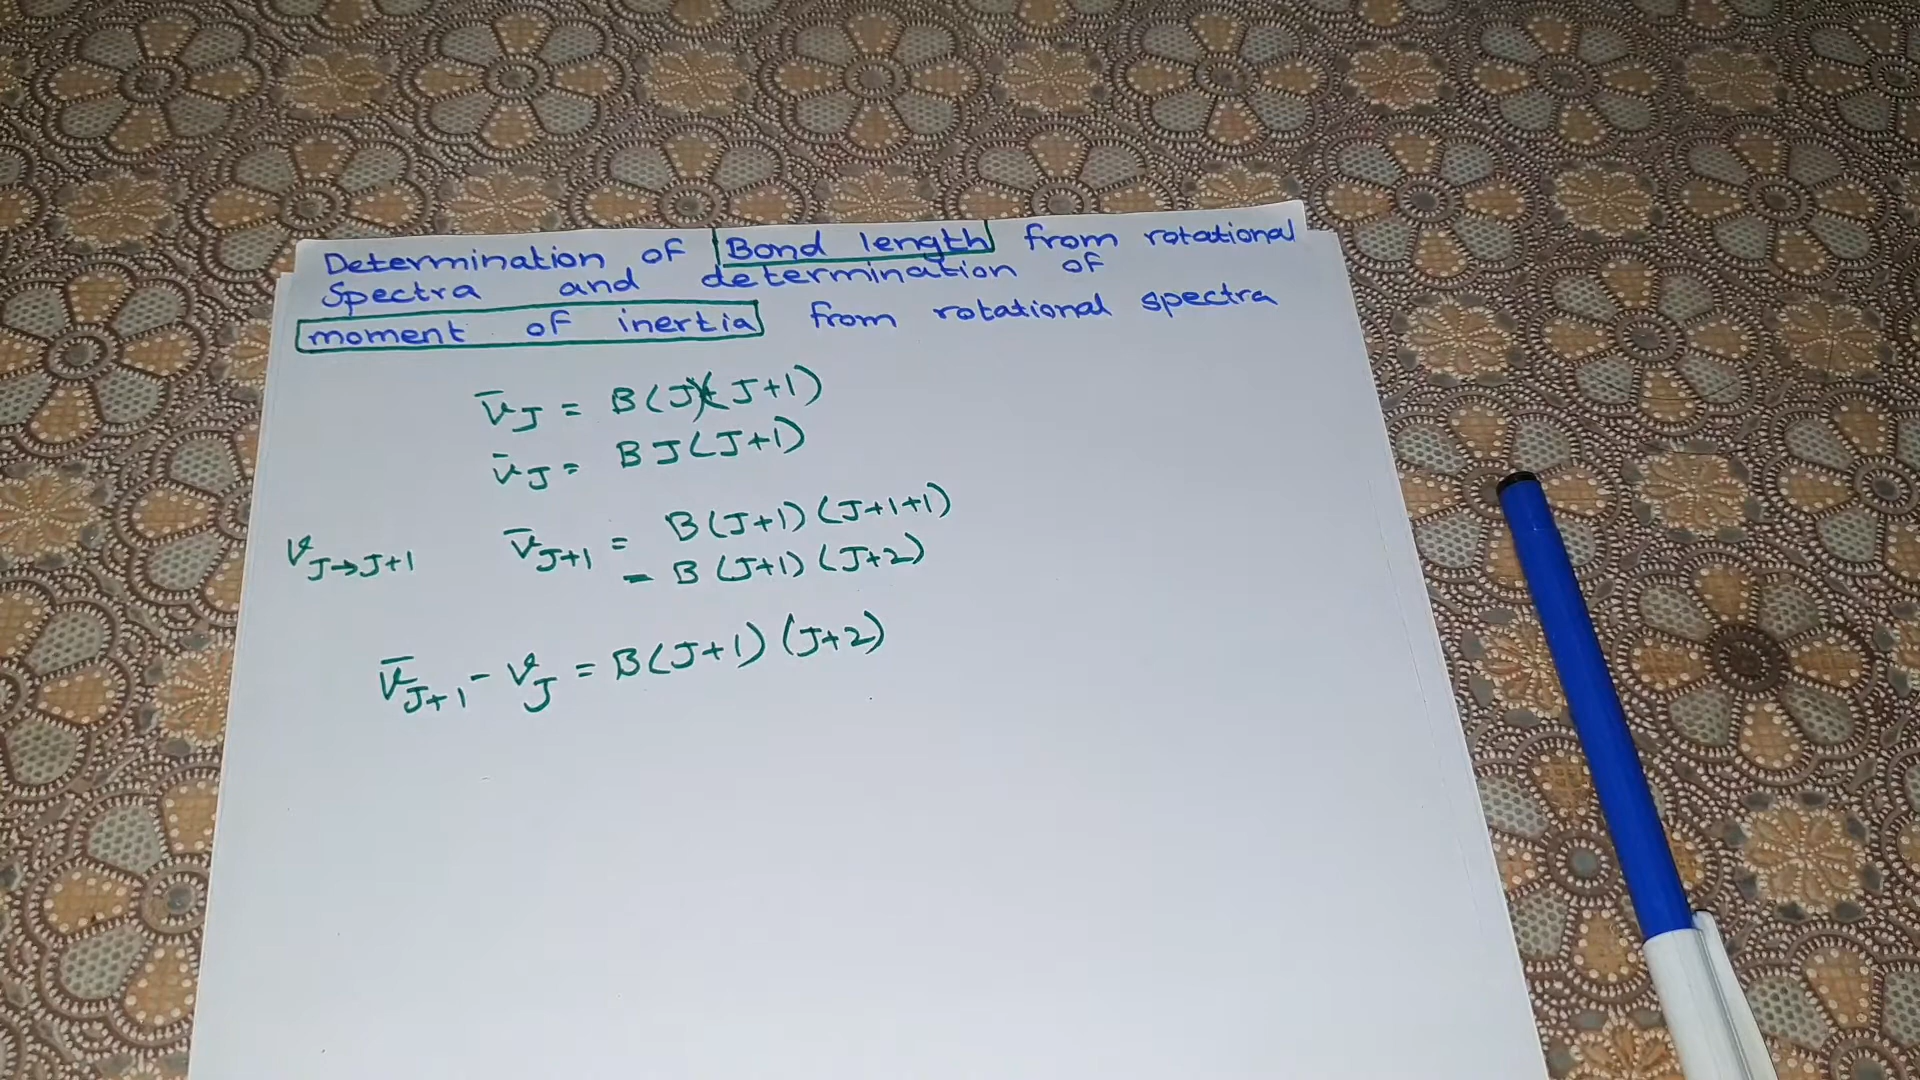 Determination of Bond length from rotational
Spectra and determination of
moment of inertia from rotational spectra
ν̄J = B(J)(J+1)
ν̄J = BJ(J+1)
ν̄J+1 = B(J+1)(J+1+1)
νJ→J+1
= B(J+1)(J+2)
ν̄J+1 - νJ = B(J+1)(J+2)